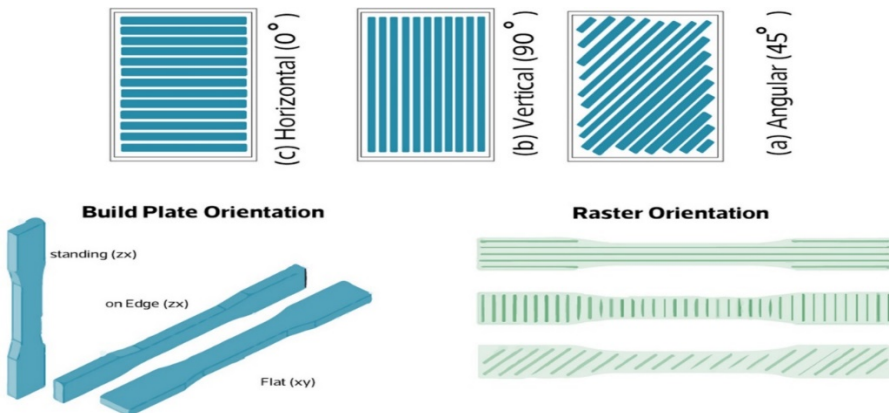 (c) Horizontal (0°)
(b) Vertical (90°)
(a) Angular (45°)
Build Plate Orientation
Raster Orientation
standing (zx)
on Edge (zx)
Flat (xy)